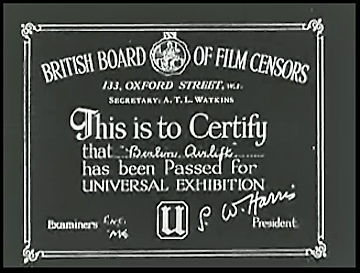 BRITISH BOARD OF FILM CENSORS
133, OXFORD STREET, W.1.
SECRETARY: A. T. L. WATKINS
This is to Certify
that "Berlin Airlift"
has been Passed for
UNIVERSAL EXHIBITION
S. W. Harris
Examiners U President